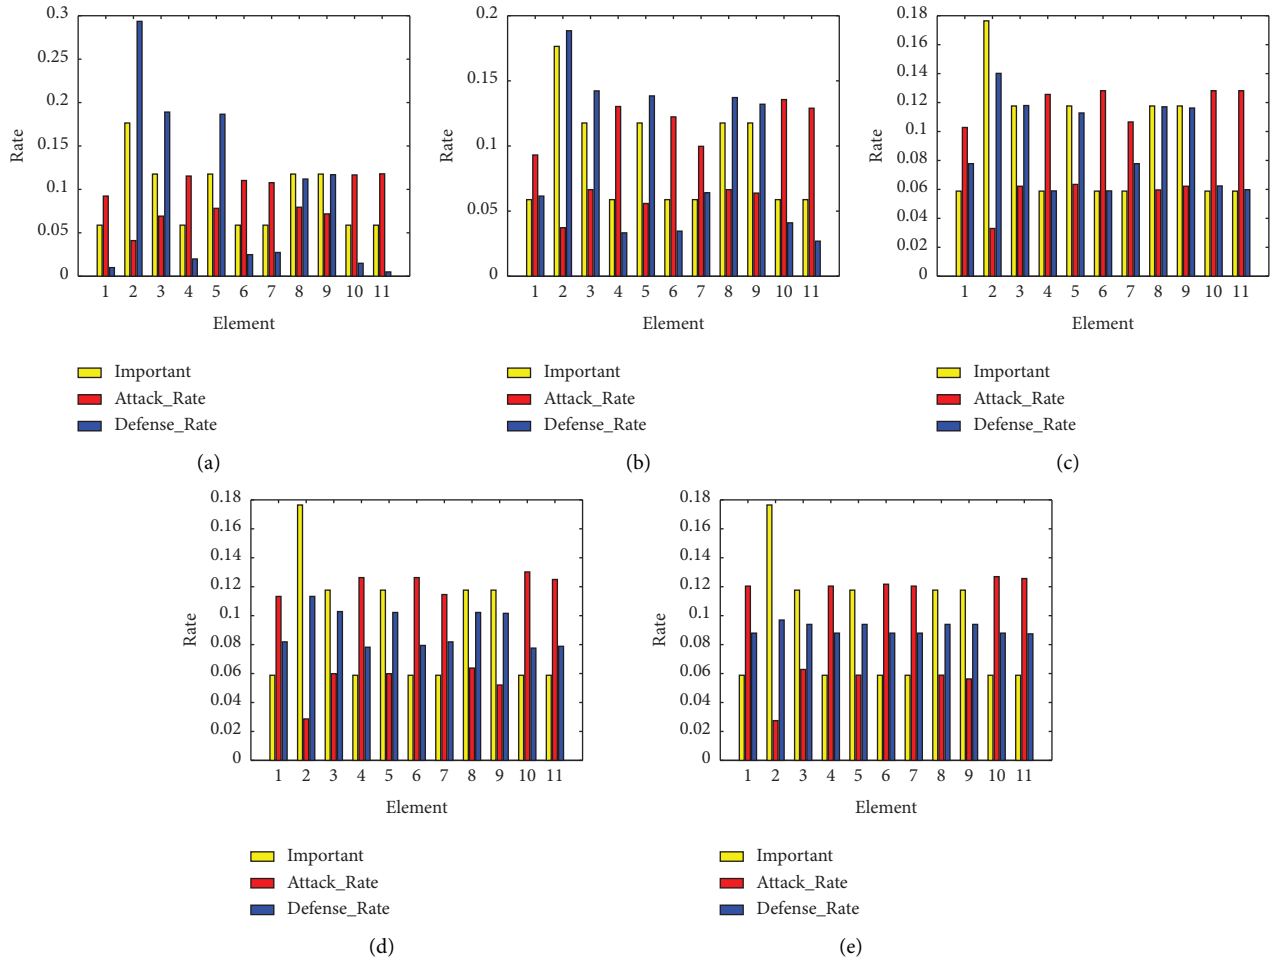 0.3
0.25
0.2
0.15
0.1
0.05
0
Rate
1 2 3 4 5 6 7 8 9 10 11
Element
Important
Attack_Rate
Defense_Rate
(a)
0.2
0.15
0.1
0.05
0
Rate
1 2 3 4 5 6 7 8 9 10 11
Element
Important
Attack_Rate
Defense_Rate
(b)
0.18
0.16
0.14
0.12
0.1
0.08
0.06
0.04
0.02
0
Rate
1 2 3 4 5 6 7 8 9 10 11
Element
Important
Attack_Rate
Defense_Rate
(c)
0.18
0.16
0.14
0.12
0.1
0.08
0.06
0.04
0.02
0
Rate
1 2 3 4 5 6 7 8 9 10 11
Element
Important
Attack_Rate
Defense_Rate
(d)
0.18
0.16
0.14
0.12
0.1
0.08
0.06
0.04
0.02
0
Rate
1 2 3 4 5 6 7 8 9 10 11
Element
Important
Attack_Rate
Defense_Rate
(e)